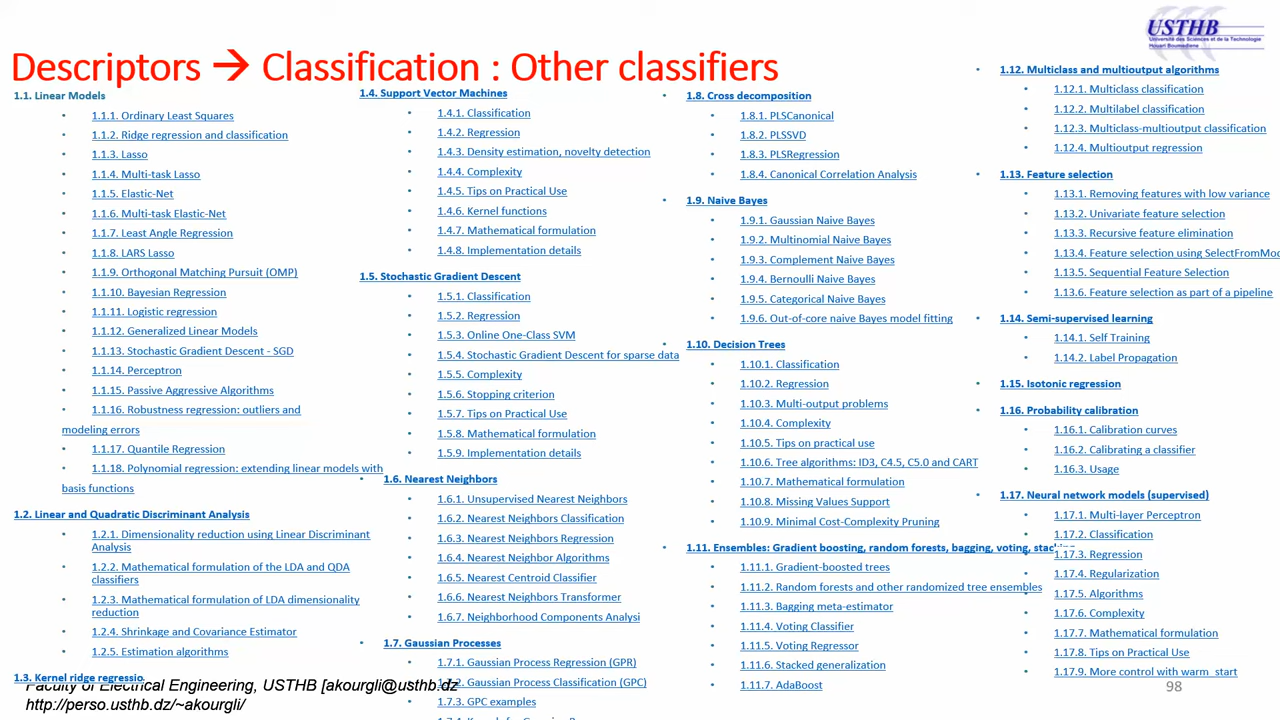 USTHB
Université des Sciences et de la Technologie
Houari Boumediene
Descriptors → Classification : Other classifiers
1.1. Linear Models
1.1.1. Ordinary Least Squares
1.1.2. Ridge regression and classification
1.1.3. Lasso
1.1.4. Multi-task Lasso
1.1.5. Elastic-Net
1.1.6. Multi-task Elastic-Net
1.1.7. Least Angle Regression
1.1.8. LARS Lasso
1.1.9. Orthogonal Matching Pursuit (OMP)
1.1.10. Bayesian Regression
1.1.11. Logistic regression
1.1.12. Generalized Linear Models
1.1.13. Stochastic Gradient Descent - SGD
1.1.14. Perceptron
1.1.15. Passive Aggressive Algorithms
1.1.16. Robustness regression: outliers and
modeling errors
1.1.17. Quantile Regression
1.1.18. Polynomial regression: extending linear models with
basis functions
1.2. Linear and Quadratic Discriminant Analysis
1.2.1. Dimensionality reduction using Linear Discriminant
Analysis
1.2.2. Mathematical formulation of the LDA and QDA
classifiers
1.2.3. Mathematical formulation of LDA dimensionality
reduction
1.2.4. Shrinkage and Covariance Estimator
1.2.5. Estimation algorithms
1.3. Kernel ridge regressio
1.4. Support Vector Machines
1.4.1. Classification
1.4.2. Regression
1.4.3. Density estimation, novelty detection
1.4.4. Complexity
1.4.5. Tips on Practical Use
1.4.6. Kernel functions
1.4.7. Mathematical formulation
1.4.8. Implementation details
1.5. Stochastic Gradient Descent
1.5.1. Classification
1.5.2. Regression
1.5.3. Online One-Class SVM
1.5.4. Stochastic Gradient Descent for sparse data
1.5.5. Complexity
1.5.6. Stopping criterion
1.5.7. Tips on Practical Use
1.5.8. Mathematical formulation
1.5.9. Implementation details
1.6. Nearest Neighbors
1.6.1. Unsupervised Nearest Neighbors
1.6.2. Nearest Neighbors Classification
1.6.3. Nearest Neighbors Regression
1.6.4. Nearest Neighbor Algorithms
1.6.5. Nearest Centroid Classifier
1.6.6. Nearest Neighbors Transformer
1.6.7. Neighborhood Components Analysi
1.7. Gaussian Processes
1.7.1. Gaussian Process Regression (GPR)
1.7.2. Gaussian Process Classification (GPC)
1.7.3. GPC examples
1.8. Cross decomposition
1.8.1. PLSCanonical
1.8.2. PLSSVD
1.8.3. PLSRegression
1.8.4. Canonical Correlation Analysis
1.9. Naive Bayes
1.9.1. Gaussian Naive Bayes
1.9.2. Multinomial Naive Bayes
1.9.3. Complement Naive Bayes
1.9.4. Bernoulli Naive Bayes
1.9.5. Categorical Naive Bayes
1.9.6. Out-of-core naive Bayes model fitting
1.10. Decision Trees
1.10.1. Classification
1.10.2. Regression
1.10.3. Multi-output problems
1.10.4. Complexity
1.10.5. Tips on practical use
1.10.6. Tree algorithms: ID3, C4.5, C5.0 and CART
1.10.7. Mathematical formulation
1.10.8. Missing Values Support
1.10.9. Minimal Cost-Complexity Pruning
1.11. Ensembles: Gradient boosting, random forests, bagging, voting,
1.11.1. Gradient-boosted trees
1.11.2. Random forests and other randomized tree ensembles
1.11.3. Bagging meta-estimator
1.11.4. Voting Classifier
1.11.5. Voting Regressor
1.11.6. Stacked generalization
1.11.7. AdaBoost
1.12. Multiclass and multioutput algorithms
1.12.1. Multiclass classification
1.12.2. Multilabel classification
1.12.3. Multiclass-multioutput classification
1.12.4. Multioutput regression
1.13. Feature selection
1.13.1. Removing features with low variance
1.13.2. Univariate feature selection
1.13.3. Recursive feature elimination
1.13.4. Feature selection using SelectFromMod
1.13.5. Sequential Feature Selection
1.13.6. Feature selection as part of a pipeline
1.14. Semi-supervised learning
1.14.1. Self Training
1.14.2. Label Propagation
1.15. Isotonic regression
1.16. Probability calibration
1.16.1. Calibration curves
1.16.2. Calibrating a classifier
1.16.3. Usage
1.17. Neural network models (supervised)
1.17.1. Multi-layer Perceptron
1.17.2. Classification
1.17.3. Regression
1.17.4. Regularization
1.17.5. Algorithms
1.17.6. Complexity
1.17.7. Mathematical formulation
1.17.8. Tips on Practical Use
1.17.9. More control with warm_start
Faculty of Electrical Engineering, USTHB [akourgli@usthb.dz
http://perso.usthb.dz/~akourgli/
98